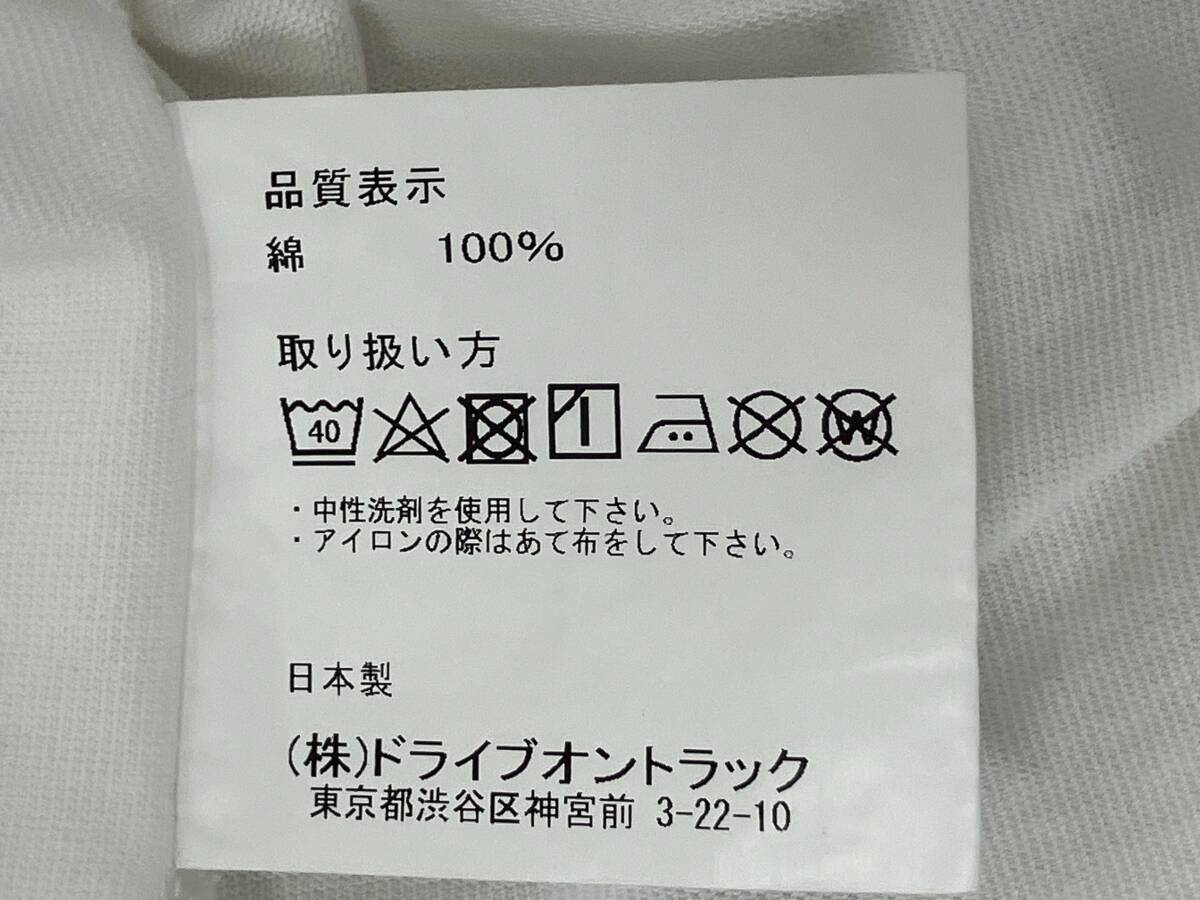 品質表示
綿 100%
取り扱い方
40 W
・中性洗剤を使用して下さい。
・アイロンの際はあて布をして下さい。
日本製
(株)ドライブオントラック
東京都渋谷区神宮前 3-22-10